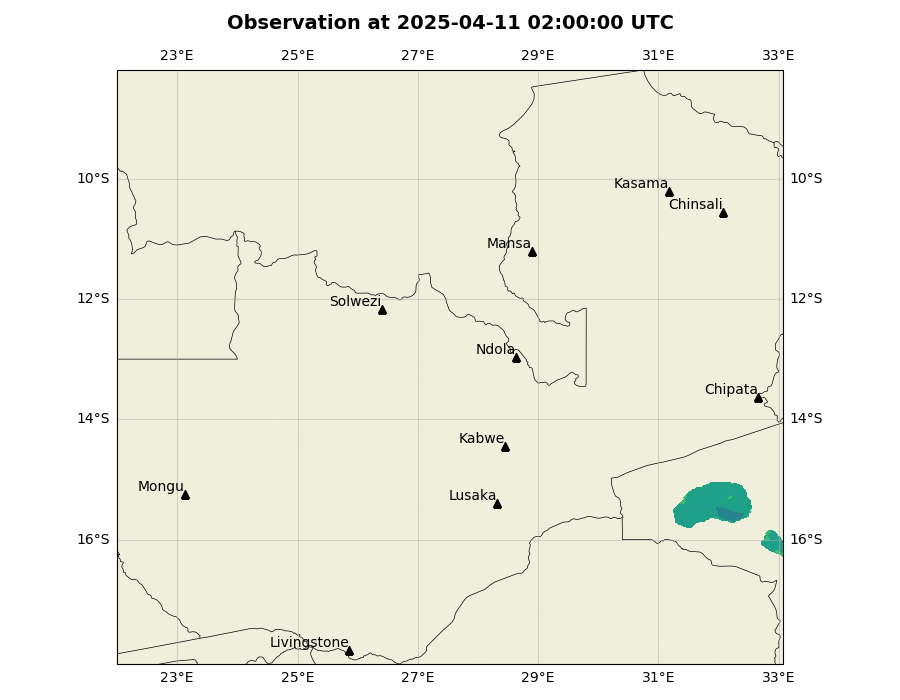 Observation at 2025-04-11 02:00:00 UTC
23°E 25°E 27°E 29°E 31°E 33°E
10°S 10°S
Kasama
Chinsali
Mansa
12°S 12°S
Solwezi
Ndola
Chipata
14°S 14°S
Kabwe
Mongu
Lusaka
16°S 16°S
Livingstone
23°E 25°E 27°E 29°E 31°E 33°E